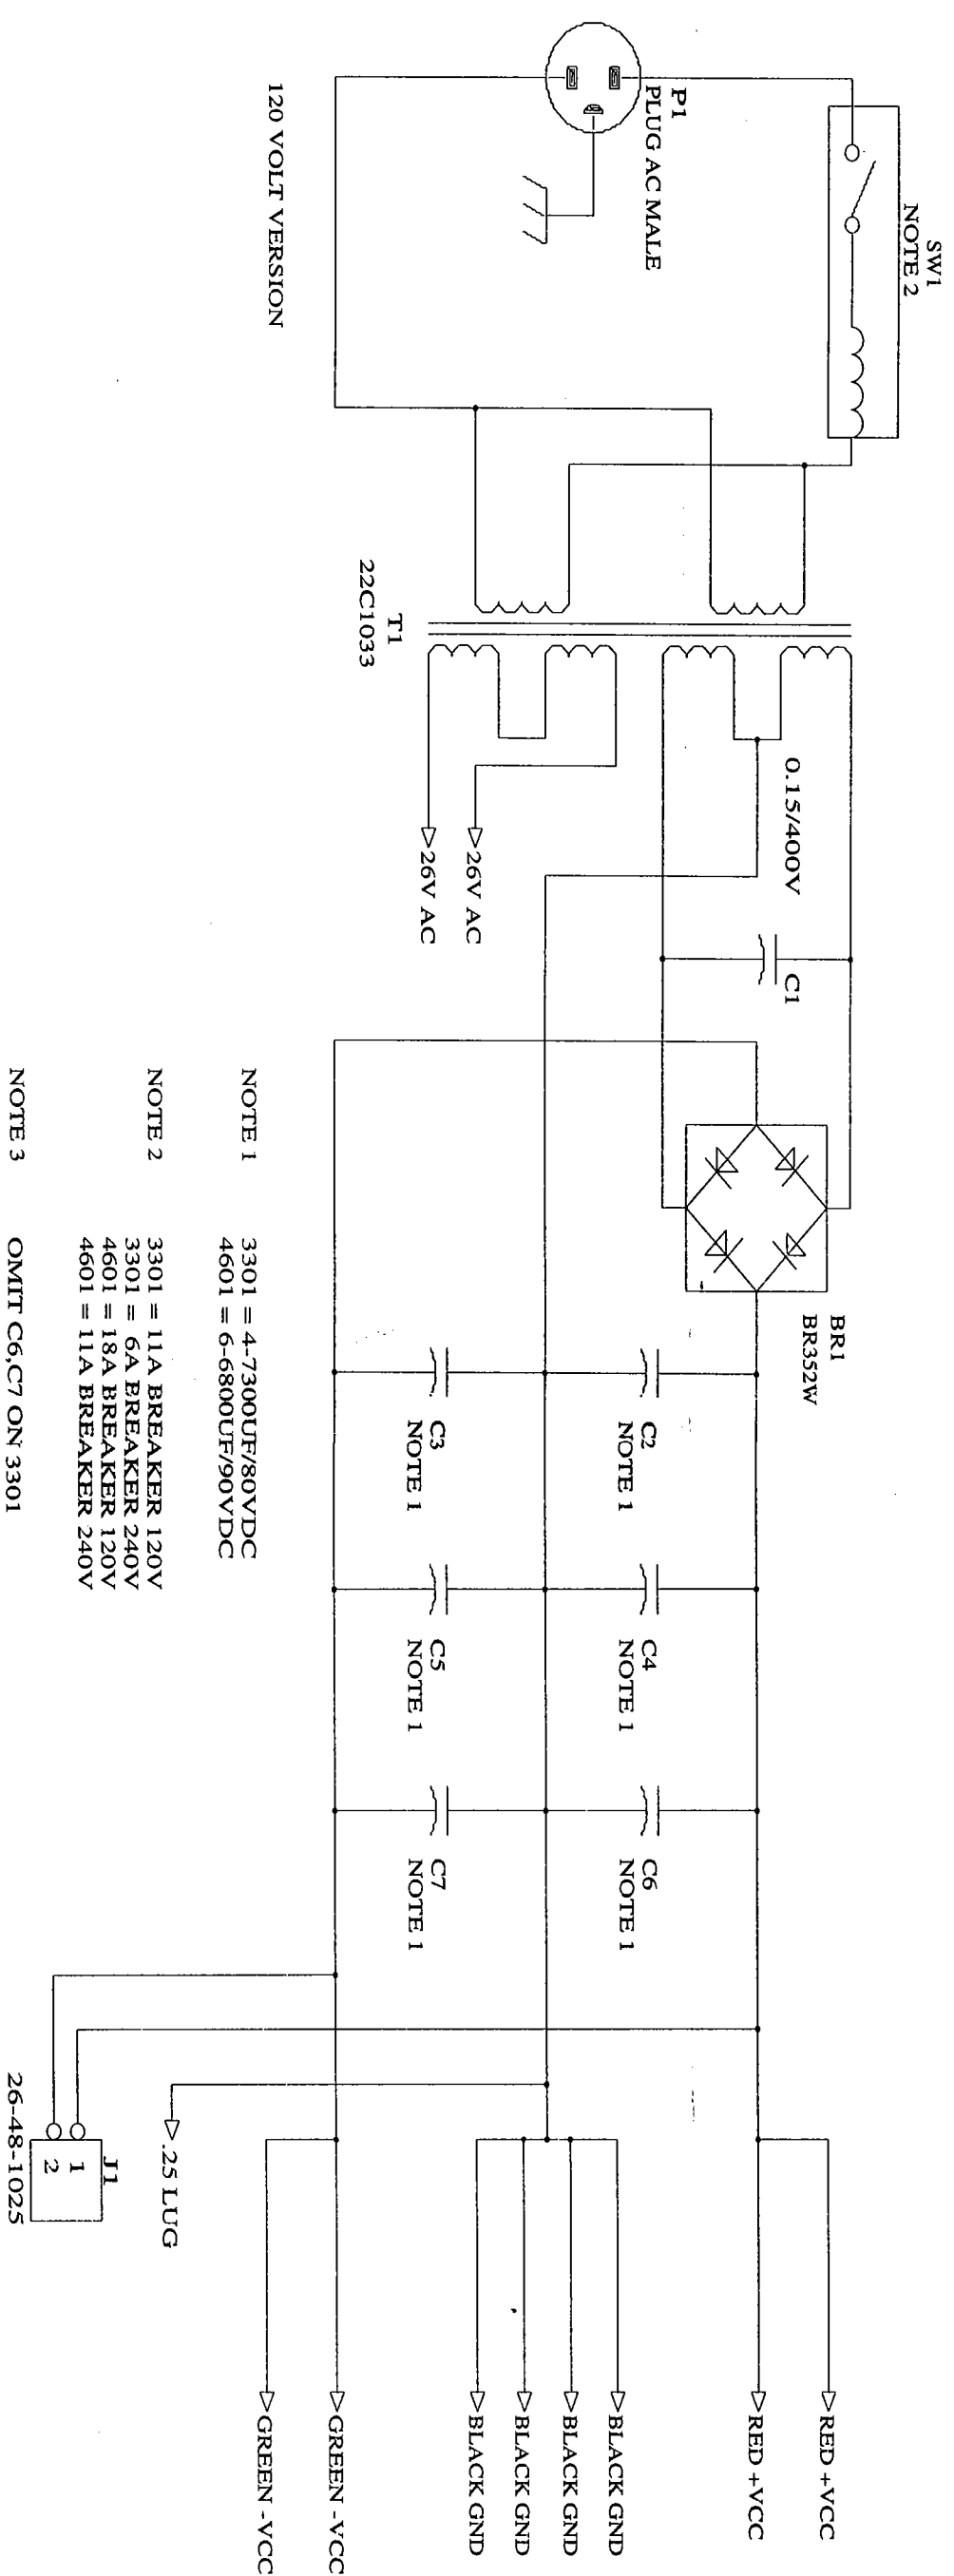 SW1
NOTE 2
P1
PLUG AC MALE
120 VOLT VERSION
T1
22C1033
0.15/400V
C1
26V AC
26V AC
BR1
BR352W
C2
NOTE 1
C4
NOTE 1
C6
NOTE 1
C3
NOTE 1
C5
NOTE 1
C7
NOTE 1
RED +VCC
RED +VCC
BLACK GND
BLACK GND
BLACK GND
BLACK GND
GREEN -VCC
GREEN -VCC
.25 LUG
J1
1
2
26-48-1025
NOTE 1 3301 = 4-7300UF/80VDC
4601 = 6-6800UF/90VDC
NOTE 2 3301 = 11A BREAKER 120V
3301 = 6A BREAKER 240V
4601 = 18A BREAKER 120V
4601 = 11A BREAKER 240V
NOTE 3 OMIT C6,C7 ON 3301